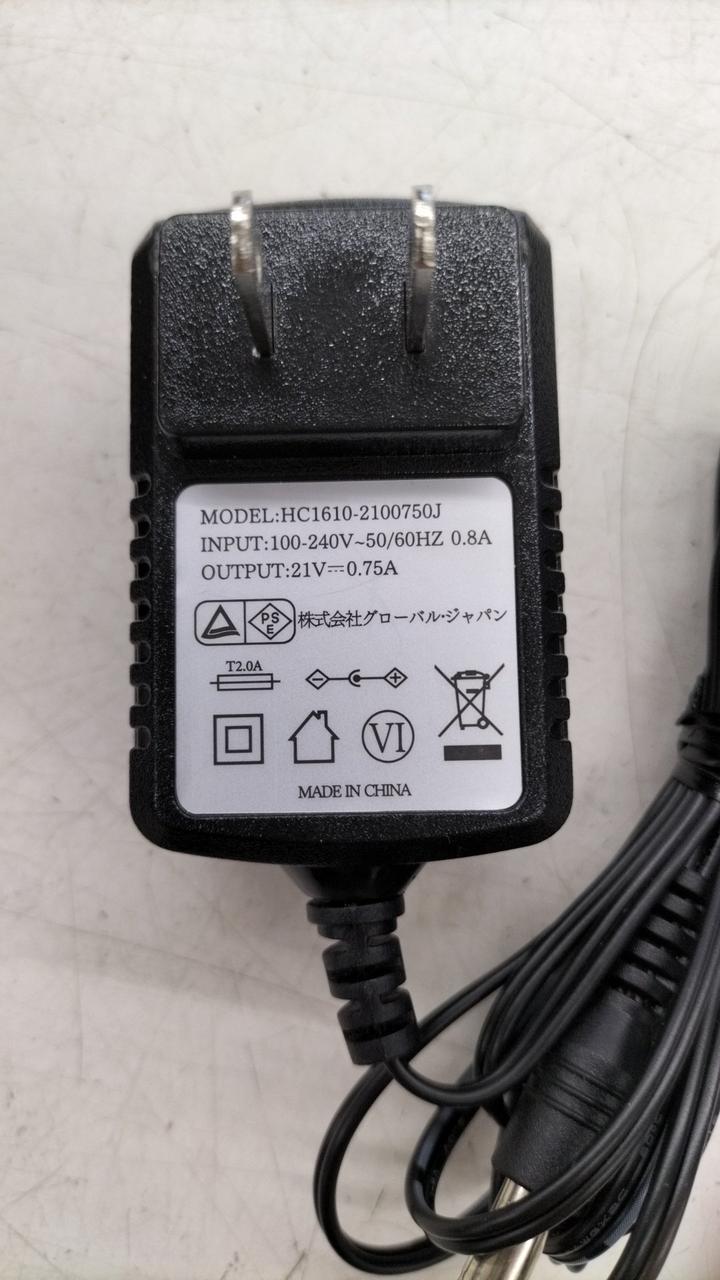 MODEL:HC1610-2100750J
INPUT:100-240V~50/60HZ 0.8A
OUTPUT:21V⎓0.75A
PS
E
株式会社グローバル・ジャパン
T2.0A
VI
MADE IN CHINA